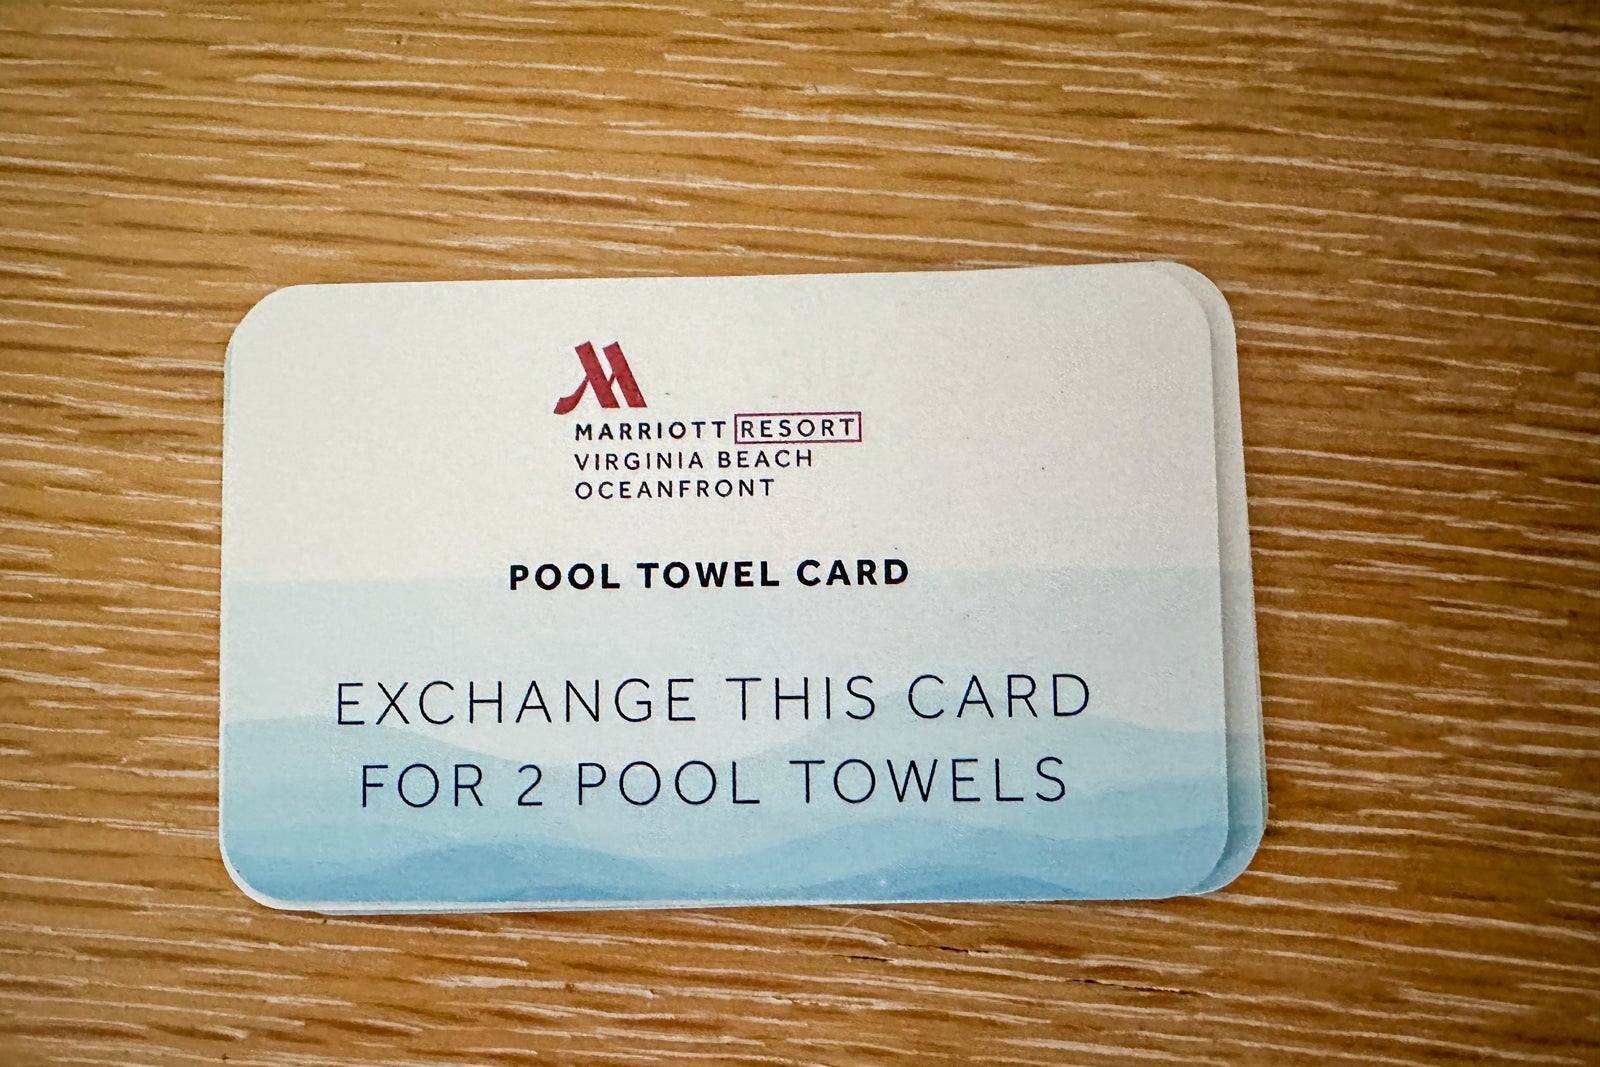 MARRIOTT RESORT
VIRGINIA BEACH
OCEANFRONT
POOL TOWEL CARD
EXCHANGE THIS CARD
FOR 2 POOL TOWELS